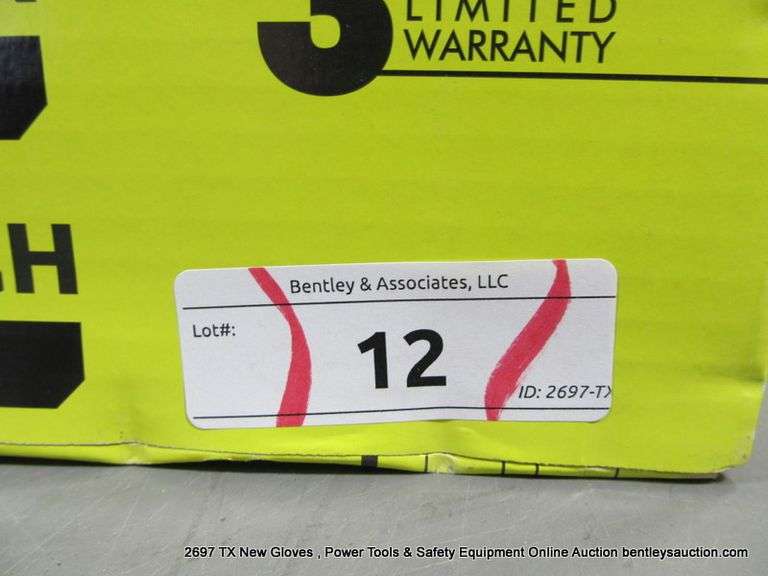 3 LIMITED
WARRANTY
Bentley & Associates, LLC
Lot#:
12
ID: 2697-TX
2697 TX New Gloves , Power Tools & Safety Equipment Online Auction bentleysauction.com